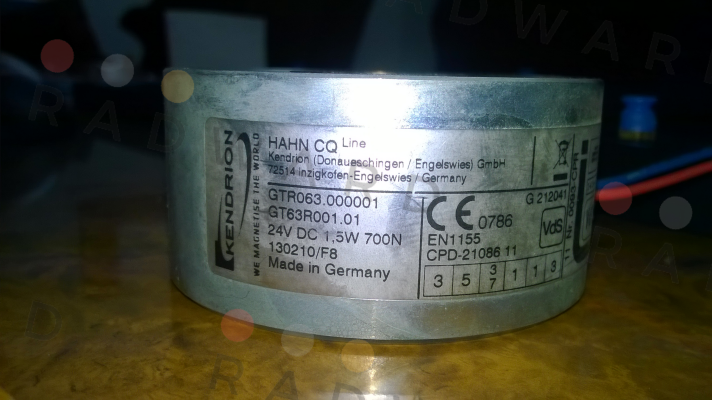 KENDRION
WE MAGNETISE THE WORLD
HAHN CQ Line
Kendrion (Donaueschingen / Engelswies) GmbH
72514 Inzigkofen-Engelswies / Germany
GTR063.000001
GT63R001.01
24V DC 1,5W 700N
130210/F8
Made in Germany
G 212041
CE 0786
VdS
EN1155
CPD-21086 11
3 5 3/7 1 1 3
RADWARD
RADWARD